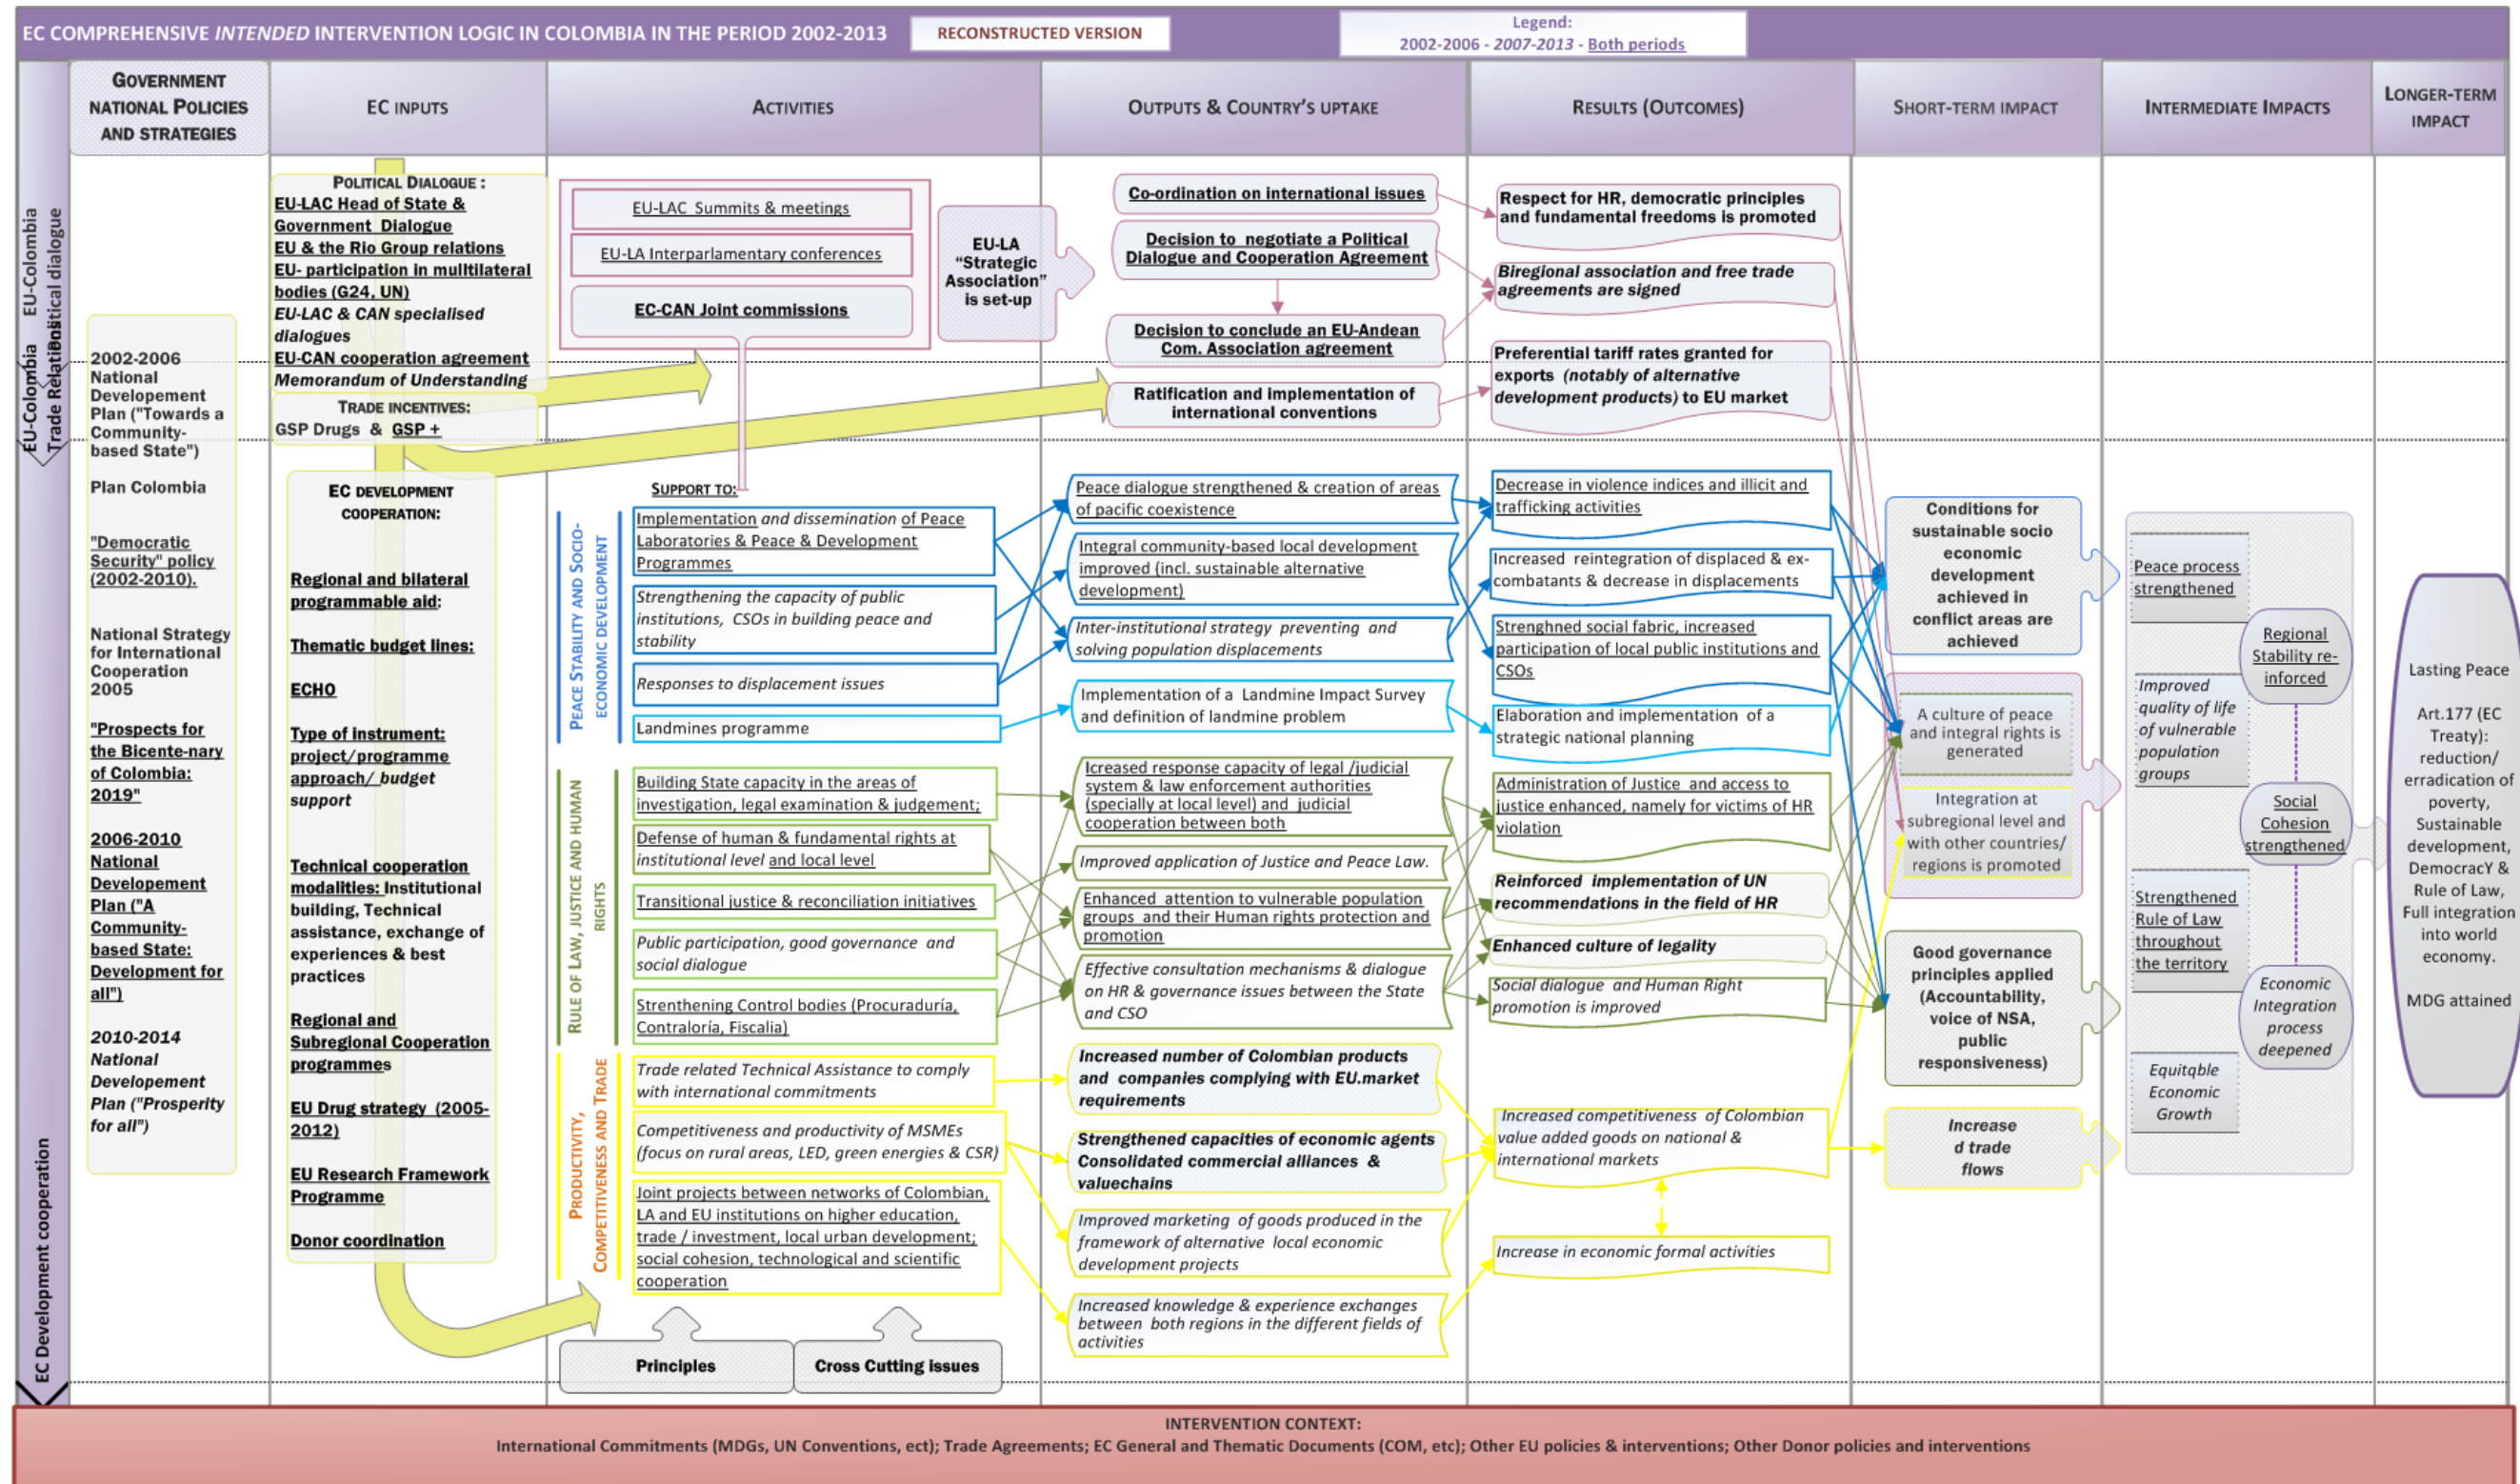 EC COMPREHENSIVE INTENDED INTERVENTION LOGIC IN COLOMBIA IN THE PERIOD 2002-2013
RECONSTRUCTED VERSION
Legend:
2002-2006 - 2007-2013 - Both periods
GOVERNMENT
NATIONAL POLICIES
AND STRATEGIES
EC INPUTS
ACTIVITIES
OUTPUTS & COUNTRY'S UPTAKE
RESULTS (OUTCOMES)
SHORT-TERM IMPACT
INTERMEDIATE IMPACTS
LONGER-TERM
IMPACT
EU-Colombia
Political dialogue
EU-Colombia
Trade Relations
EC Development cooperation
2002-2006
National
Developement
Plan ("Towards a
Community-
based State")
Plan Colombia
"Democratic
Security" policy
(2002-2010).
National Strategy
for International
Cooperation
2005
"Prospects for
the Bicente-nary
of Colombia:
2019"
2006-2010
National
Developement
Plan ("A
Community-
based State:
Development for
all")
2010-2014
National
Developement
Plan ("Prosperity
for all")
POLITICAL DIALOGUE :
EU-LAC Head of State &
Government Dialogue
EU & the Rio Group relations
EU- participation in mulltilateral
bodies (G24, UN)
EU-LAC & CAN specialised
dialogues
EU-CAN cooperation agreement
Memorandum of Understanding
TRADE INCENTIVES:
GSP Drugs & GSP +
EC DEVELOPMENT
COOPERATION:
Regional and bilateral
programmable aid:
Thematic budget lines:
ECHO
Type of instrument:
project/programme
approach/ budget
support
Technical cooperation
modalities: Institutional
building, Technical
assistance, exchange of
experiences & best
practices
Regional and
Subregional Cooperation
programmes
EU Drug strategy (2005-
2012)
EU Research Framework
Programme
Donor coordination
EU-LAC Summits & meetings
EU-LA Interparlamentary conferences
EC-CAN Joint commissions
EU-LA
"Strategic
Association"
is set-up
SUPPORT TO:
PEACE STABILITY AND SOCIO-
ECONOMIC DEVELOPMENT
Implementation and dissemination of Peace
Laboratories & Peace & Development
Programmes
Strengthening the capacity of public
institutions, CSOs in building peace and
stability
Responses to displacement issues
Landmines programme
RULE OF LAW, JUSTICE AND HUMAN
RIGHTS
Building State capacity in the areas of
investigation, legal examination & judgement;
Defense of human & fundamental rights at
institutional level and local level
Transitional justice & reconciliation initiatives
Public participation, good governance and
social dialogue
Strenthening Control bodies (Procuraduría,
Contraloría, Fiscalia)
PRODUCTIVITY,
COMPETITIVENESS AND TRADE
Trade related Technical Assistance to comply
with international commitments
Competitiveness and productivity of MSMEs
(focus on rural areas, LED, green energies & CSR)
Joint projects between networks of Colombian,
LA and EU institutions on higher education,
trade / investment, local urban development;
social cohesion, technological and scientific
cooperation
Principles
Cross Cutting issues
Co-ordination on international issues
Decision to negotiate a Political
Dialogue and Cooperation Agreement
Decision to conclude an EU-Andean
Com. Association agreement
Ratification and implementation of
international conventions
Peace dialogue strengthened & creation of areas
of pacific coexistence
Integral community-based local development
improved (incl. sustainable alternative
development)
Inter-institutional strategy preventing and
solving population displacements
Implementation of a Landmine Impact Survey
and definition of landmine problem
Icreased response capacity of legal /judicial
system & law enforcement authorities
(specially at local level) and judicial
cooperation between both
Improved application of Justice and Peace Law.
Enhanced attention to vulnerable population
groups and their Human rights protection and
promotion
Effective consultation mechanisms & dialogue
on HR & governance issues between the State
and CSO
Increased number of Colombian products
and companies complying with EU.market
requirements
Strengthened capacities of economic agents
Consolidated commercial alliances &
valuechains
Improved marketing of goods produced in the
framework of alternative local economic
development projects
Increased knowledge & experience exchanges
between both regions in the different fields of
activities
Respect for HR, democratic principles
and fundamental freedoms is promoted
Biregional association and free trade
agreements are signed
Preferential tariff rates granted for
exports (notably of alternative
development products) to EU market
Decrease in violence indices and illicit and
trafficking activities
Increased reintegration of displaced & ex-
combatants & decrease in displacements
Strenghned social fabric, increased
participation of local public institutions and
CSOs
Elaboration and implementation of a
strategic national planning
Administration of Justice and access to
justice enhanced, namely for victims of HR
violation
Reinforced implementation of UN
recommendations in the field of HR
Enhanced culture of legality
Social dialogue and Human Right
promotion is improved
Increased competitiveness of Colombian
value added goods on national &
international markets
Increase in economic formal activities
Conditions for
sustainable socio
economic
development
achieved in
conflict areas are
achieved
A culture of peace
and integral rights is
generated
Integration at
subregional level and
with other countries/
regions is promoted
Good governance
principles applied
(Accountability,
voice of NSA,
public
responsiveness)
Increase
d trade
flows
Peace process
strengthened
Regional
Stability re-
inforced
Improved
quality of life
of vulnerable
population
groups
Social
Cohesion
strengthened
Strengthened
Rule of Law
throughout
the territory
Economic
Integration
process
deepened
Equitqble
Economic
Growth
Lasting Peace
Art.177 (EC
Treaty):
reduction/
erradication of
poverty,
Sustainable
development,
DemocracY &
Rule of Law,
Full integration
into world
economy.
MDG attained
INTERVENTION CONTEXT:
International Commitments (MDGs, UN Conventions, ect); Trade Agreements; EC General and Thematic Documents (COM, etc); Other EU policies & interventions; Other Donor policies and interventions